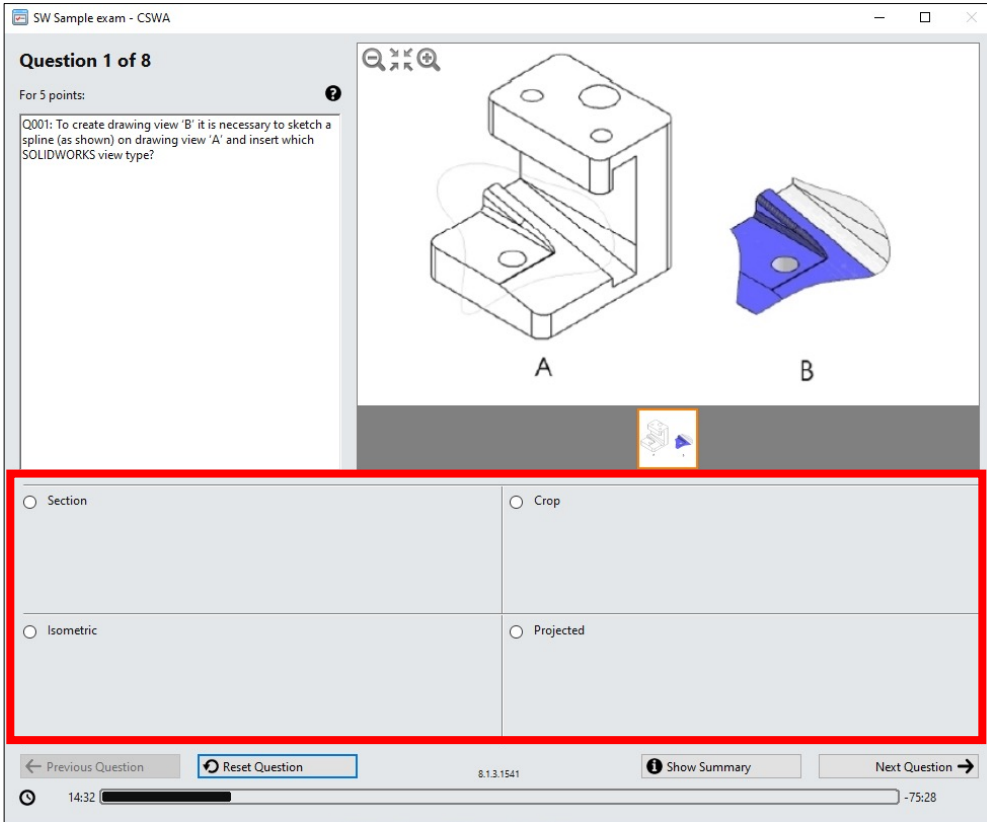 SW Sample exam - CSWA
Question 1 of 8
For 5 points:
Q001: To create drawing view 'B' it is necessary to sketch a
spline (as shown) on drawing view 'A' and insert which
SOLIDWORKS view type?
A
B
Section
Crop
Isometric
Projected
Previous Question
Reset Question
8.1.3.1541
Show Summary
Next Question
14:32
-75:28